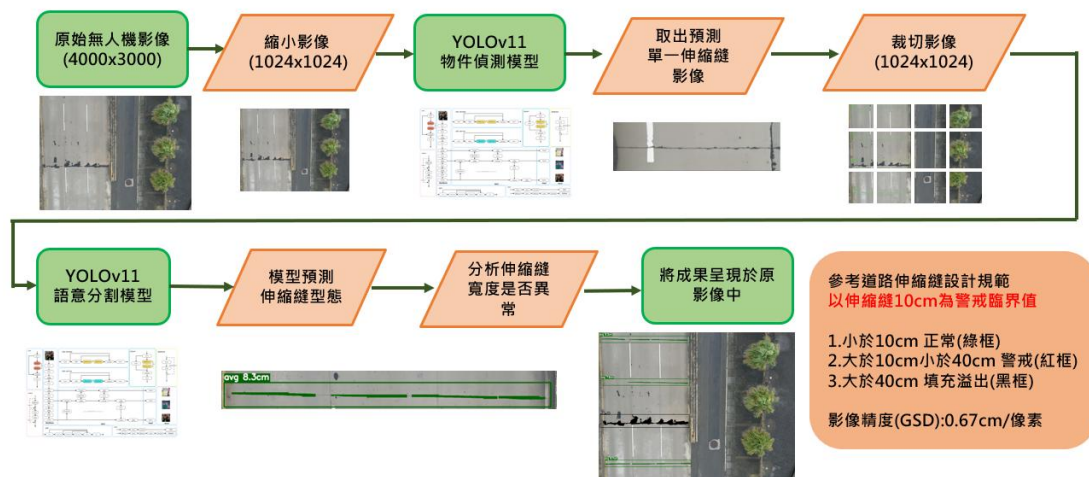 原始無人機影像
(4000x3000)
縮小影像
(1024x1024)
YOLOv11
物件偵測模型
取出預測
單一伸縮縫
影像
裁切影像
(1024x1024)
YOLOv11
語意分割模型
模型預測
伸縮縫型態
分析伸縮縫
寬度是否異
常
將成果呈現於原
影像中
avg 8.3cm
參考道路伸縮縫設計規範
以伸縮縫10cm為警戒臨界值
1.小於10cm 正常(綠框)
2.大於10cm小於40cm 警戒(紅框)
3.大於40cm 填充溢出(黑框)
影像精度(GSD):0.67cm/像素